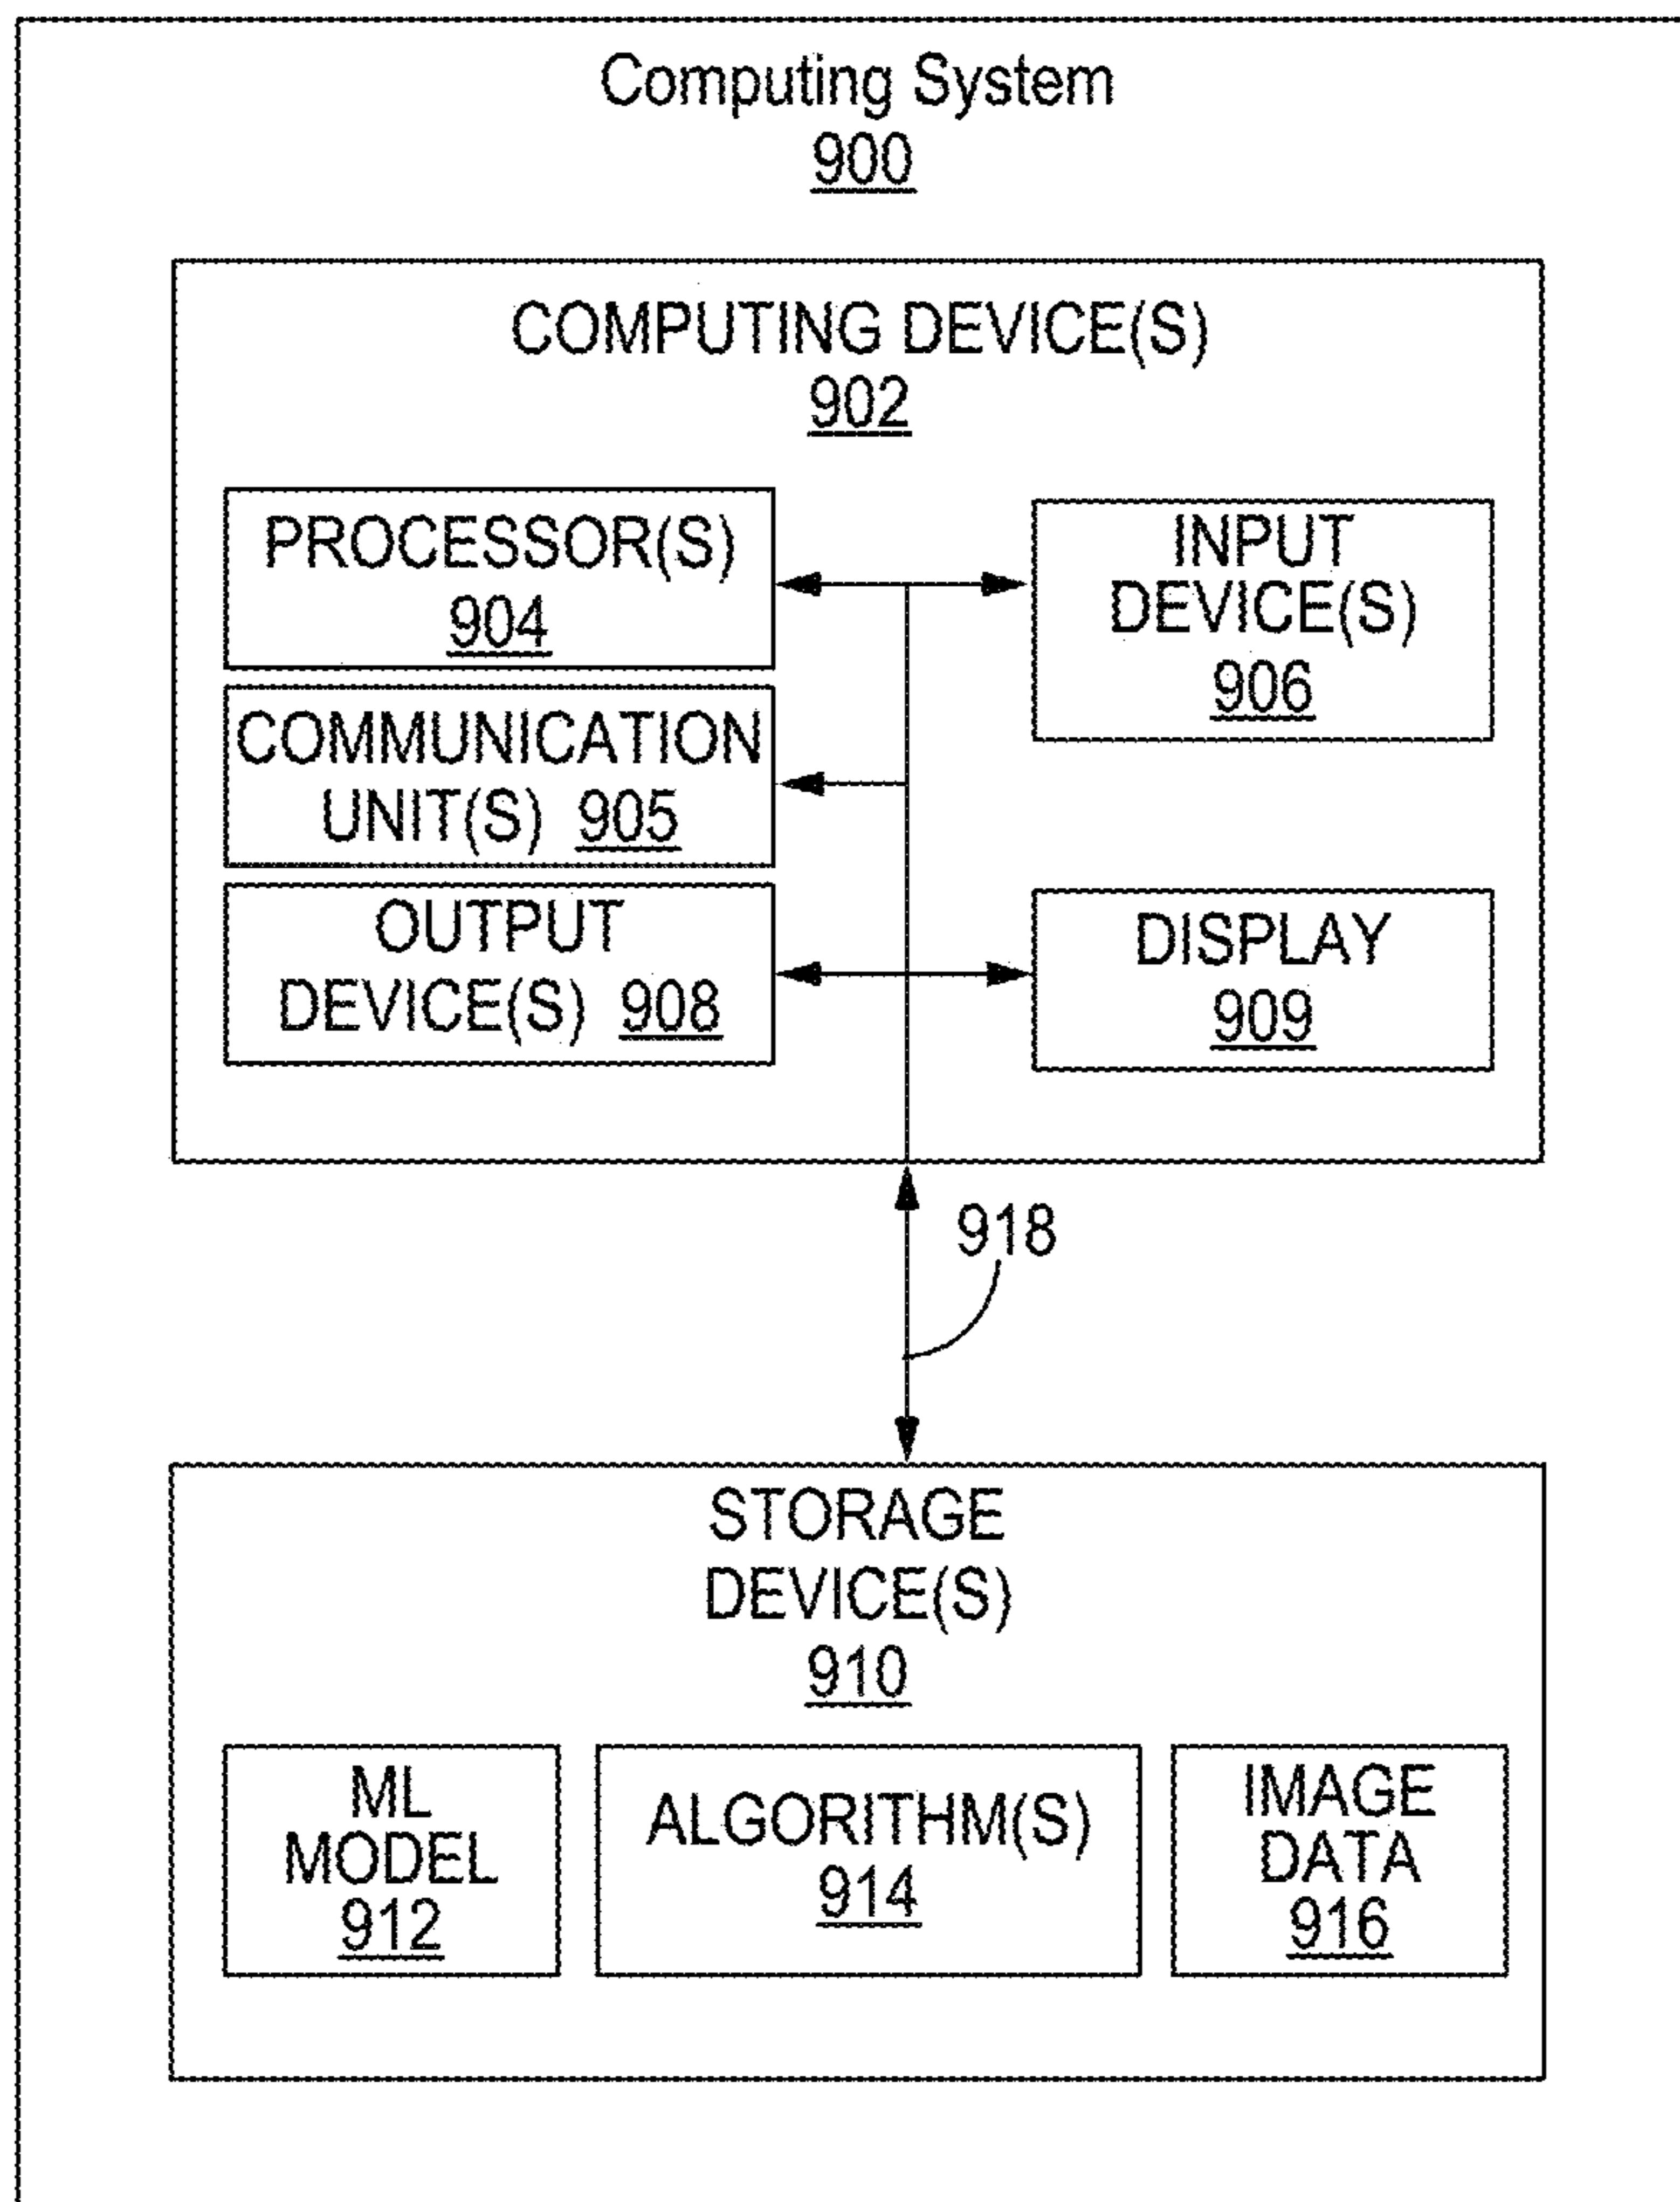 Computing System
900
COMPUTING DEVICE(S)
902
PROCESSOR(S)
904
INPUT
DEVICE(S)
906
COMMUNICATION
UNIT(S) 905
OUTPUT
DEVICE(S) 908
DISPLAY
909
918
STORAGE
DEVICE(S)
910
ML
MODEL
912
ALGORITHM(S)
914
IMAGE
DATA
916